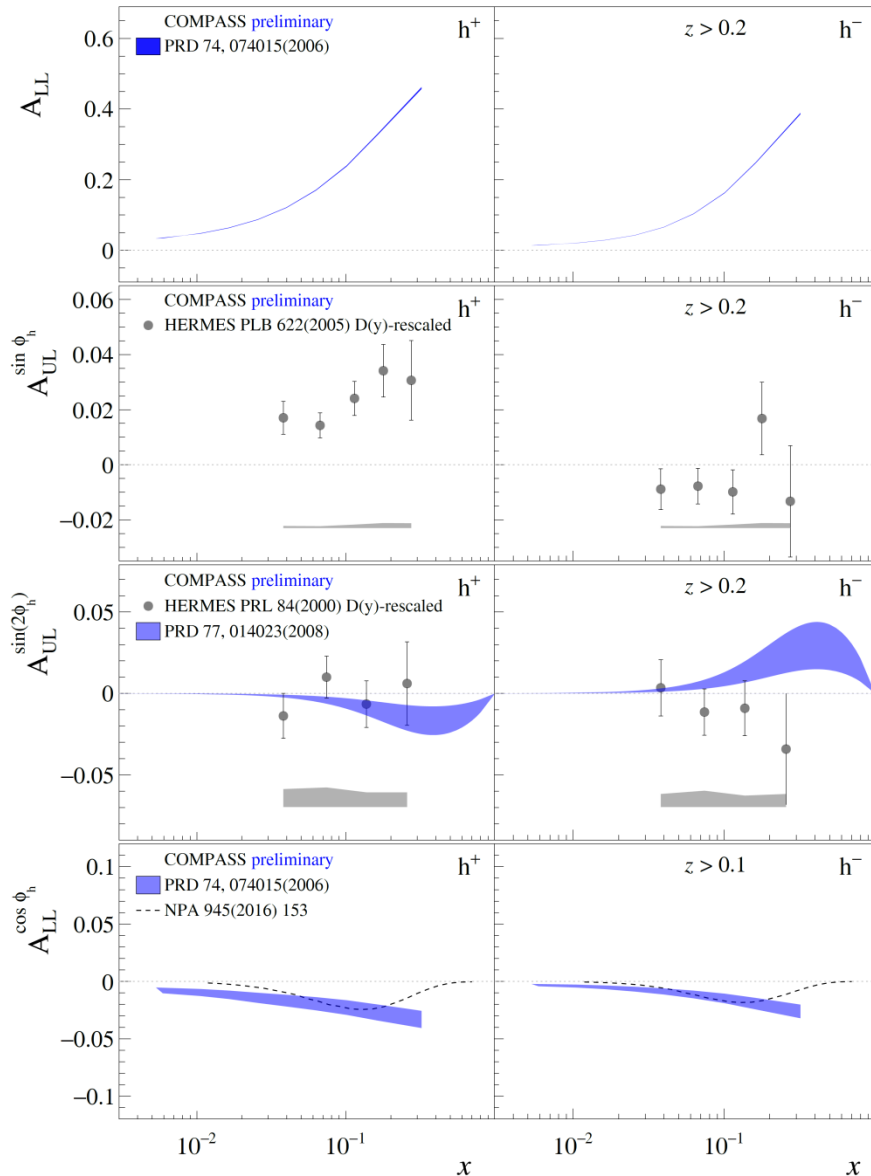 COMPASS preliminary h⁺
PRD 74, 074015(2006)
z > 0.2 h⁻
A_LL
0.6
0.4
0.2
0
COMPASS preliminary h⁺
HERMES PLB 622(2005) D(y)-rescaled
z > 0.2 h⁻
A_UL^{sin ϕ_h}
0.06
0.04
0.02
0
−0.02
COMPASS preliminary h⁺
HERMES PRL 84(2000) D(y)-rescaled
PRD 77, 014023(2008)
z > 0.2 h⁻
A_UL^{sin(2ϕ_h)}
0.05
0
−0.05
COMPASS preliminary h⁺
PRD 74, 074015(2006)
NPA 945(2016) 153
z > 0.1 h⁻
A_LL^{cos ϕ_h}
0.1
0.05
0
−0.05
−0.1
10⁻² 10⁻¹ x 10⁻² 10⁻¹ x